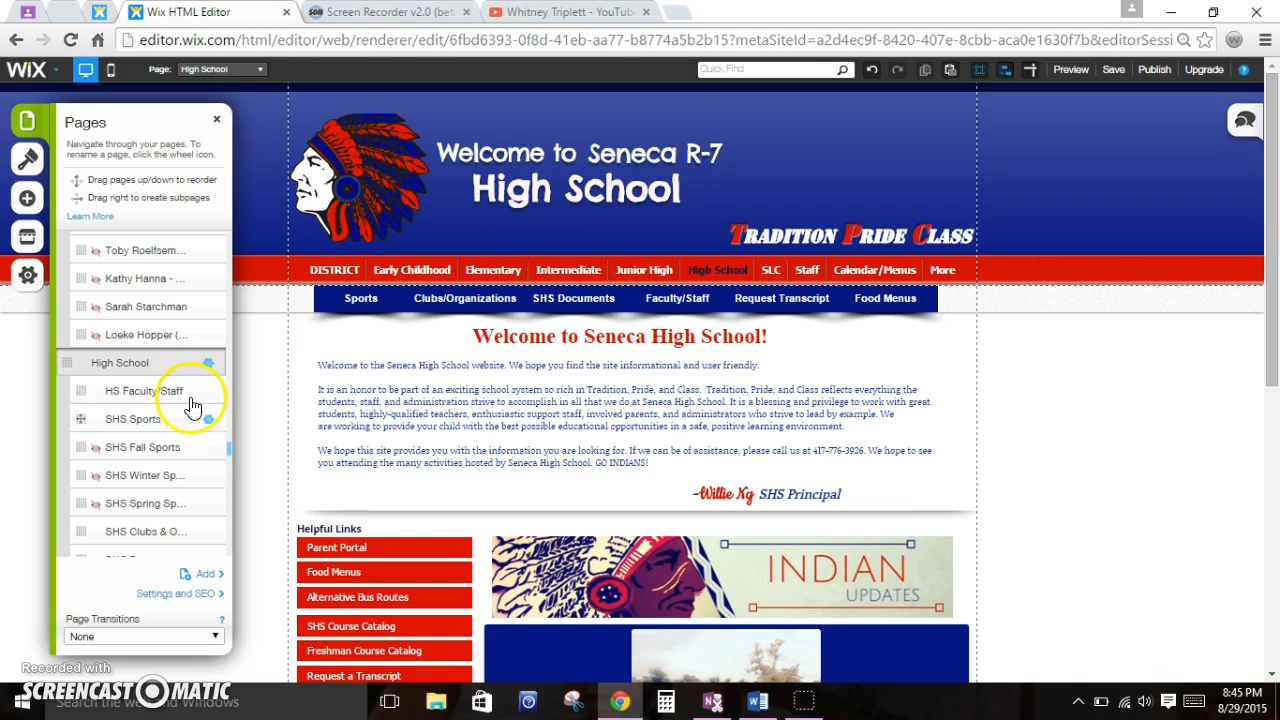 Wix HTML Editor
Screen Recorder v2.0 (bet
Whitney Triplett - YouTub
editor.wix.com/html/editor/web/renderer/edit/6fbd6393-0f8d-41eb-aa77-b8774a5b2b15?metaSiteId=a2d4ec9f-8420-407e-8cbb-aca0e1630f7b&editorSessi
WiX
Page: High School
Quick Find
Preview
Save
Publish
Upgrade
?
Pages
Navigate through your pages. To
rename a page, click the wheel icon.
Drag pages up/down to reorder
Drag right to create subpages
Learn More
Toby Roelfsem...
Kathy Hanna - ...
Sarah Starchman
Loeke Hopper (...
High School
HS Faculty/Staff
SHS Sports
SHS Fall Sports
SHS Winter Sp...
SHS Spring Sp...
SHS Clubs & O...
Add >
Settings and SEO >
Page Transitions ?
None
Welcome to Seneca R-7
High School
Tradition Pride Class
DISTRICT Early Childhood Elementary Intermediate Junior High High School SLC Staff Calendar/Menus More
Sports Clubs/Organizations SHS Documents Faculty/Staff Request Transcript Food Menus
Welcome to Seneca High School!
Welcome to the Seneca High School website. We hope you find the site informational and user friendly.
It is an honor to be part of an exciting school system so rich in Tradition, Pride, and Class. Tradition, Pride, and Class reflects everything the
students, staff, and administration strive to accomplish in all that we do at Seneca High School. It is a blessing and privilege to work with great
students, highly-qualified teachers, enthusiastic support staff, involved parents, and administrators who strive to lead by example. We
are working to provide your child with the best possible educational opportunities in a safe, positive learning environment.
We hope this site provides you with the information you are looking for. If we can be of assistance, please call us at 417-776-3926. We hope to see
you attending the many activities hosted by Seneca High School. GO INDIANS!
-Willie Ng SHS Principal
Helpful Links
Parent Portal
Food Menus
Alternative Bus Routes
SHS Course Catalog
Freshman Course Catalog
Request a Transcript
INDIAN
UPDATES
Recorded with
SCREENCAST MATIC
Search the web and Windows
8:45 PM
8/29/2015